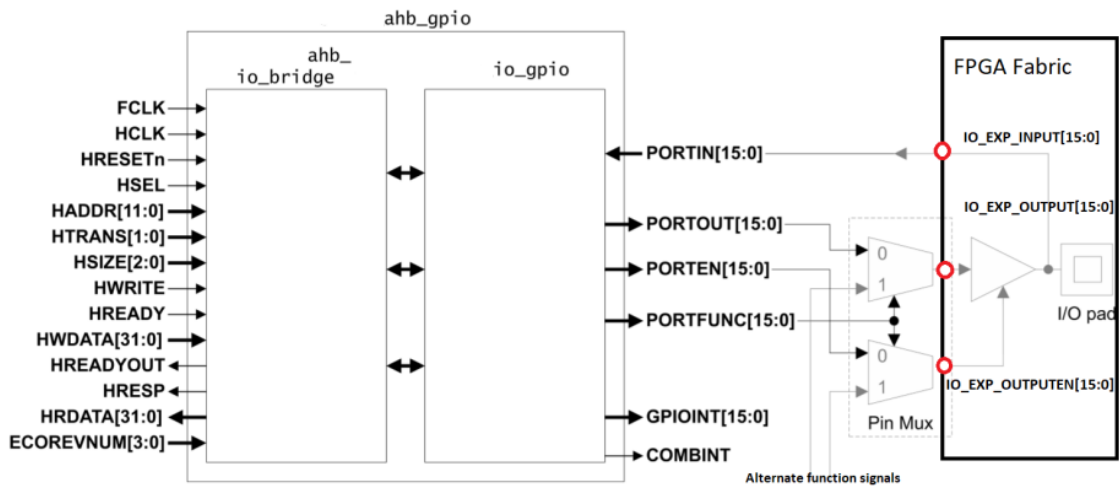 ahb_gpio
ahb_
io_bridge
io_gpio
FPGA Fabric
FCLK
HCLK
HRESETn
HSEL
HADDR[11:0]
HTRANS[1:0]
HSIZE[2:0]
HWRITE
HREADY
HWDATA[31:0]
HREADYOUT
HRESP
HRDATA[31:0]
ECOREVNUM[3:0]
PORTIN[15:0]
PORTOUT[15:0]
PORTEN[15:0]
PORTFUNC[15:0]
GPIOINT[15:0]
COMBINT
0
1
0
1
Pin Mux
Alternate function signals
IO_EXP_INPUT[15:0]
IO_EXP_OUTPUT[15:0]
I/O pad
IO_EXP_OUTPUTEN[15:0]